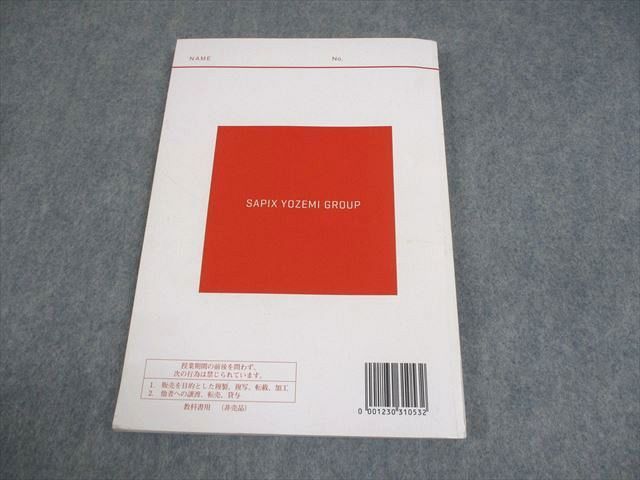 NAME No.
SAPIX YOZEMI GROUP
授業期間の前後を問わず、
次の行為は禁じられています。
1. 販売を目的とした複製、複写、転載、加工
2. 他者への譲渡、転売、貸与
教科書用 (非売品)
0 001230 310532